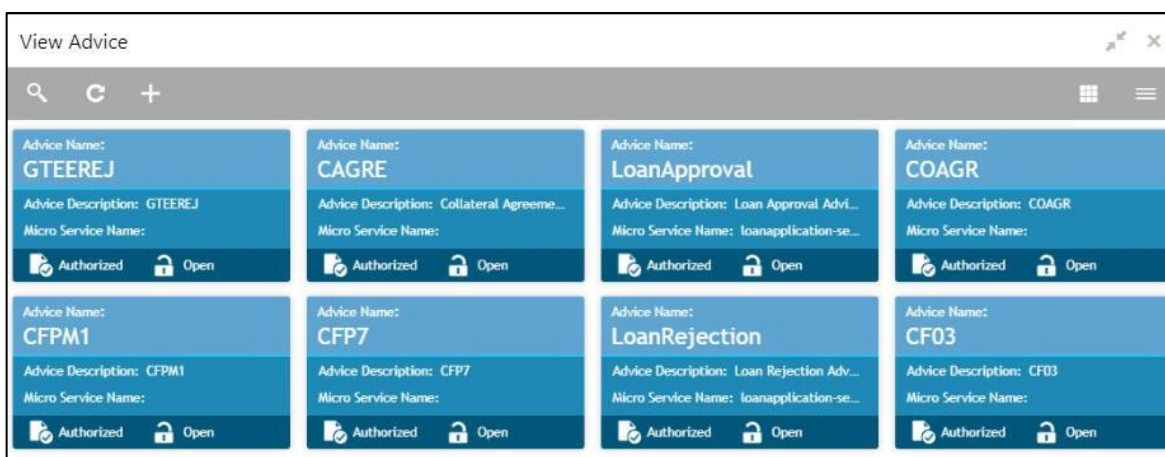 View Advice
Advice Name:
GTEEREJ
Advice Description: GTEEREJ
Micro Service Name:
Authorized Open
Advice Name:
CAGRE
Advice Description: Collateral Agreeme...
Micro Service Name:
Authorized Open
Advice Name:
LoanApproval
Advice Description: Loan Approval Advi...
Micro Service Name: loanapplication-se...
Authorized Open
Advice Name:
COAGR
Advice Description: COAGR
Micro Service Name:
Authorized Open
Advice Name:
CFPM1
Advice Description: CFPM1
Micro Service Name:
Authorized Open
Advice Name:
CFP7
Advice Description: CFP7
Micro Service Name:
Authorized Open
Advice Name:
LoanRejection
Advice Description: Loan Rejection Adv...
Micro Service Name: loanapplication-se...
Authorized Open
Advice Name:
CF03
Advice Description: CF03
Micro Service Name:
Authorized Open